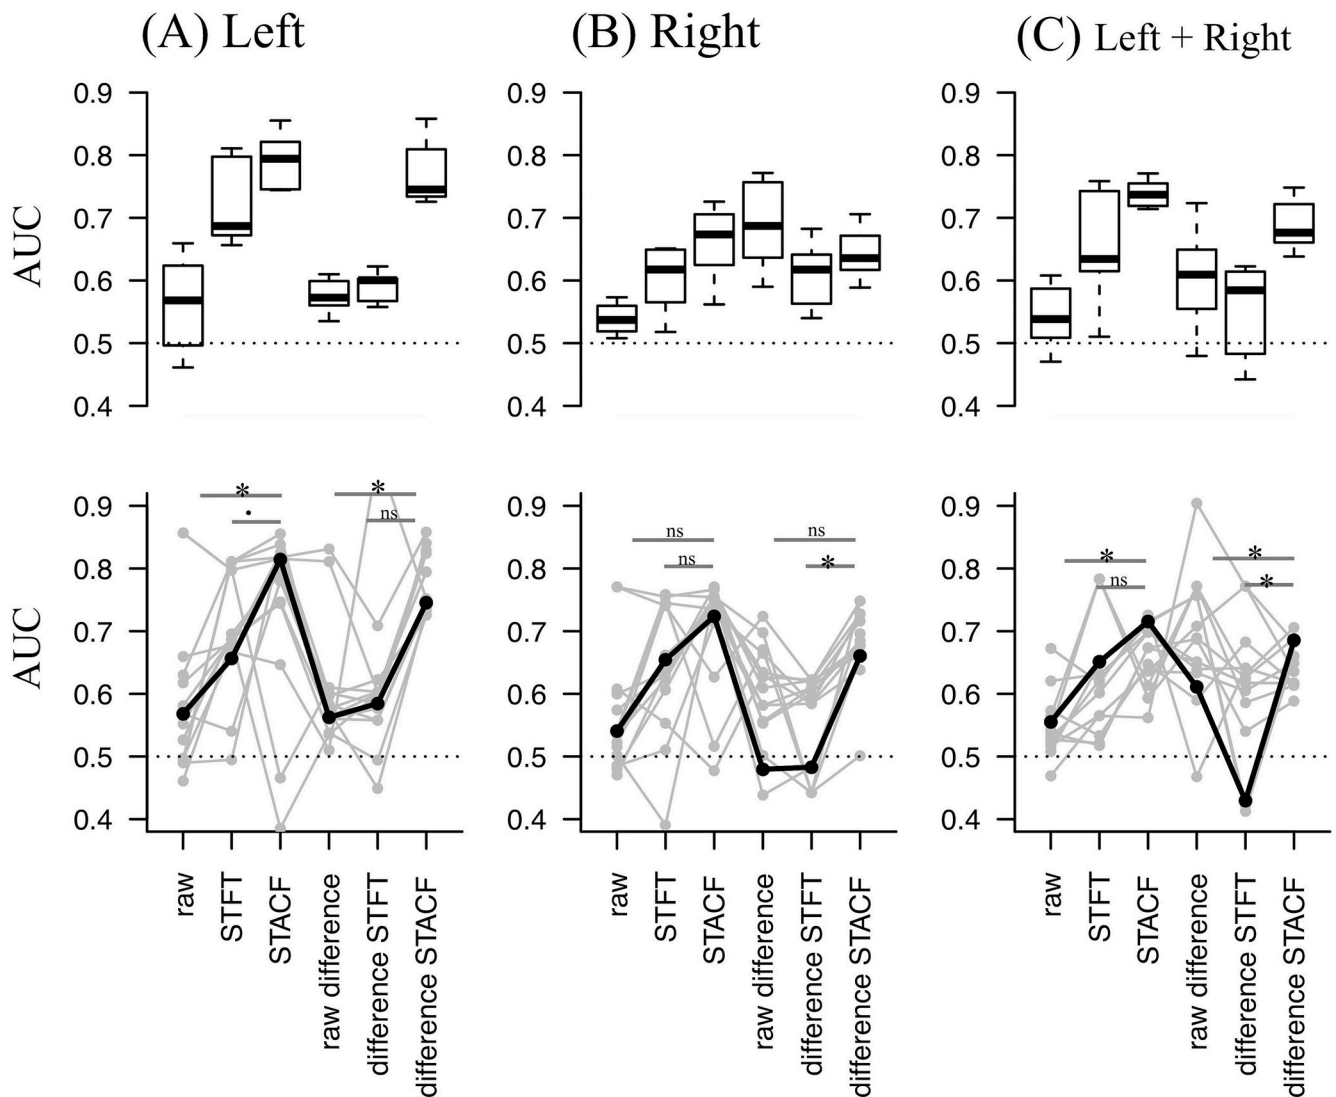 (A) Left
(B) Right
(C) Left + Right
AUC
0.9
0.8
0.7
0.6
0.5
0.4
0.9
0.8
0.7
0.6
0.5
0.4
0.9
0.8
0.7
0.6
0.5
0.4
AUC
0.9
0.8
0.7
0.6
0.5
0.4
*
.
*
ns
raw
STFT
STACF
raw difference
difference STFT
difference STACF
0.9
0.8
0.7
0.6
0.5
0.4
ns
ns
ns
*
raw
STFT
STACF
raw difference
difference STFT
difference STACF
0.9
0.8
0.7
0.6
0.5
0.4
*
ns
*
*
raw
STFT
STACF
raw difference
difference STFT
difference STACF